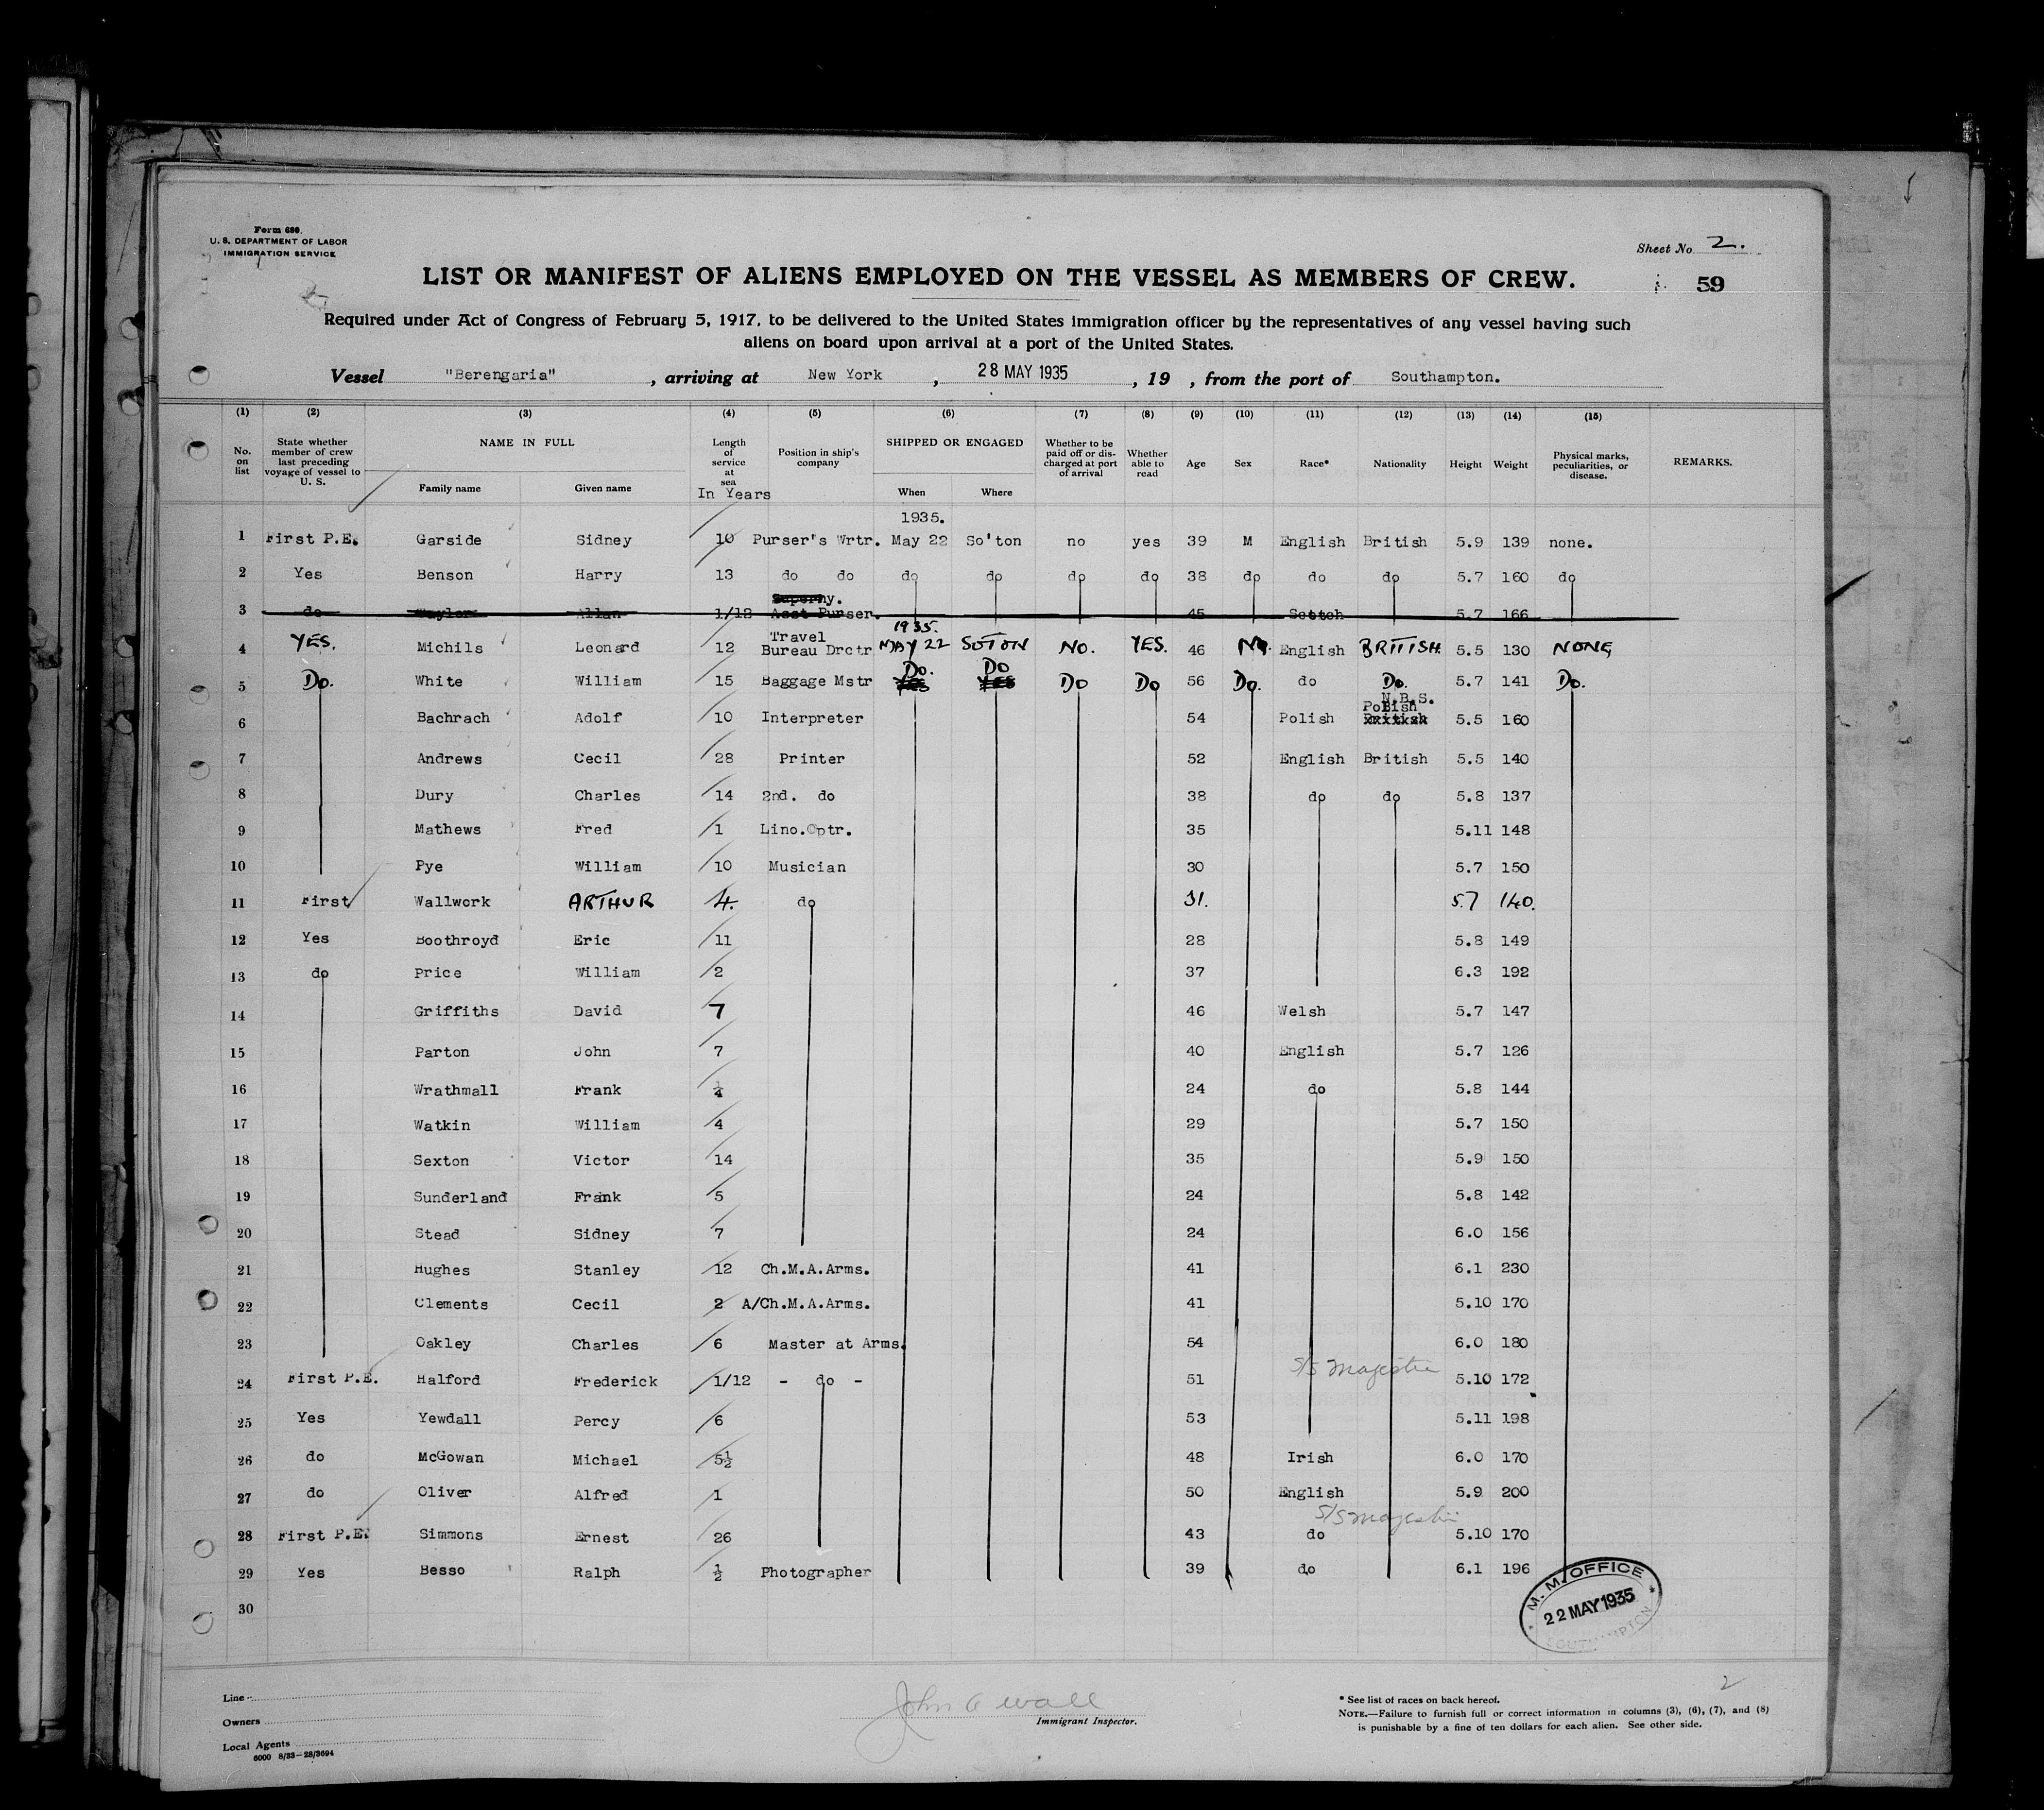 Form 680.
U. S. DEPARTMENT OF LABOR
IMMIGRATION SERVICE
Sheet No. 2.
LIST OR MANIFEST OF ALIENS EMPLOYED ON THE VESSEL AS MEMBERS OF CREW.
59
Required under Act of Congress of February 5, 1917, to be delivered to the United States immigration officer by the representatives of any vessel having such
aliens on board upon arrival at a port of the United States.
Vessel "Berengaria" , arriving at New York , 28 MAY 1935 , 19 , from the port of Southampton.
(1) (2) (3) (4) (5) (6) (7) (8) (9) (10) (11) (12) (13) (14) (15)
No. on list State whether member of crew last preceding voyage of vessel to U. S. NAME IN FULL Family name Given name Length of service at sea In Years Position in ship's company SHIPPED OR ENGAGED When Where Whether to be paid off or discharged at port of arrival Whether able to read Age Sex Race* Nationality Height Weight Physical marks, peculiarities, or disease. REMARKS.
1935.
1 First P.E. Garside Sidney 10 Purser's Wrtr. May 22 So'ton no yes 39 M English British 5.9 139 none.
2 Yes Benson Harry 13 do do do do do do 38 do do do 5.7 160 do
Superny.
3 do Taylor Allan 1/12 Asst Purser. 45 Scotch 5.7 166
1935.
4 YES. Michils Leonard 12 Travel Bureau Drctr MAY 22 SOTON NO. YES. 46 English BRITISH 5.5 130 NONE
5 Do. White William 15 Baggage Mstr Do. Do Do Do 56 Do. do Do. 5.7 141 Do.
N.B.S.
6 Bachrach Adolf 10 Interpreter 54 Polish Polish British 5.5 160
7 Andrews Cecil 28 Printer 52 English British 5.5 140
8 Dury Charles 14 2nd. do 38 do do 5.8 137
9 Mathews Fred 1 Lino.Optr. 35 5.11 148
10 Pye William 10 Musician 30 5.7 150
11 First Wallwork ARTHUR 4. do 31. 5.7 140.
12 Yes Boothroyd Eric 11 28 5.8 149
13 do Price William 2 37 6.3 192
14 Griffiths David 7 46 Welsh 5.7 147
15 Parton John 7 40 English 5.7 126
16 Wrathmall Frank ¼ 24 do 5.8 144
17 Watkin William 4 29 5.7 150
18 Sexton Victor 14 35 5.9 150
19 Sunderland Frank 5 24 5.8 142
20 Stead Sidney 7 24 6.0 156
21 Hughes Stanley 12 Ch.M.A.Arms. 41 6.1 230
22 Clements Cecil 2 A/Ch.M.A.Arms. 41 5.10 170
23 Oakley Charles 6 Master at Arms. 54 6.0 180
S/S Majestic
24 First P.E. Halford Frederick 1/12 - do - 51 5.10 172
25 Yes Yewdall Percy 6 53 5.11 198
26 do McGowan Michael 5½ 48 Irish 6.0 170
27 do Oliver Alfred 1 50 English 5.9 200
S/S Majestic
28 First P.E. Simmons Ernest 26 43 do 5.10 170
29 Yes Besso Ralph ½ Photographer 39 do 6.1 196
30
M. M. OFFICE
22 MAY 1935
SOUTHAMPTON
Line
Owners
Local Agents
6000 8/33-28/3694
John wall
Immigrant Inspector.
2
* See list of races on back hereof.
NOTE.—Failure to furnish full or correct information in columns (3), (6), (7), and (8)
is punishable by a fine of ten dollars for each alien. See other side.